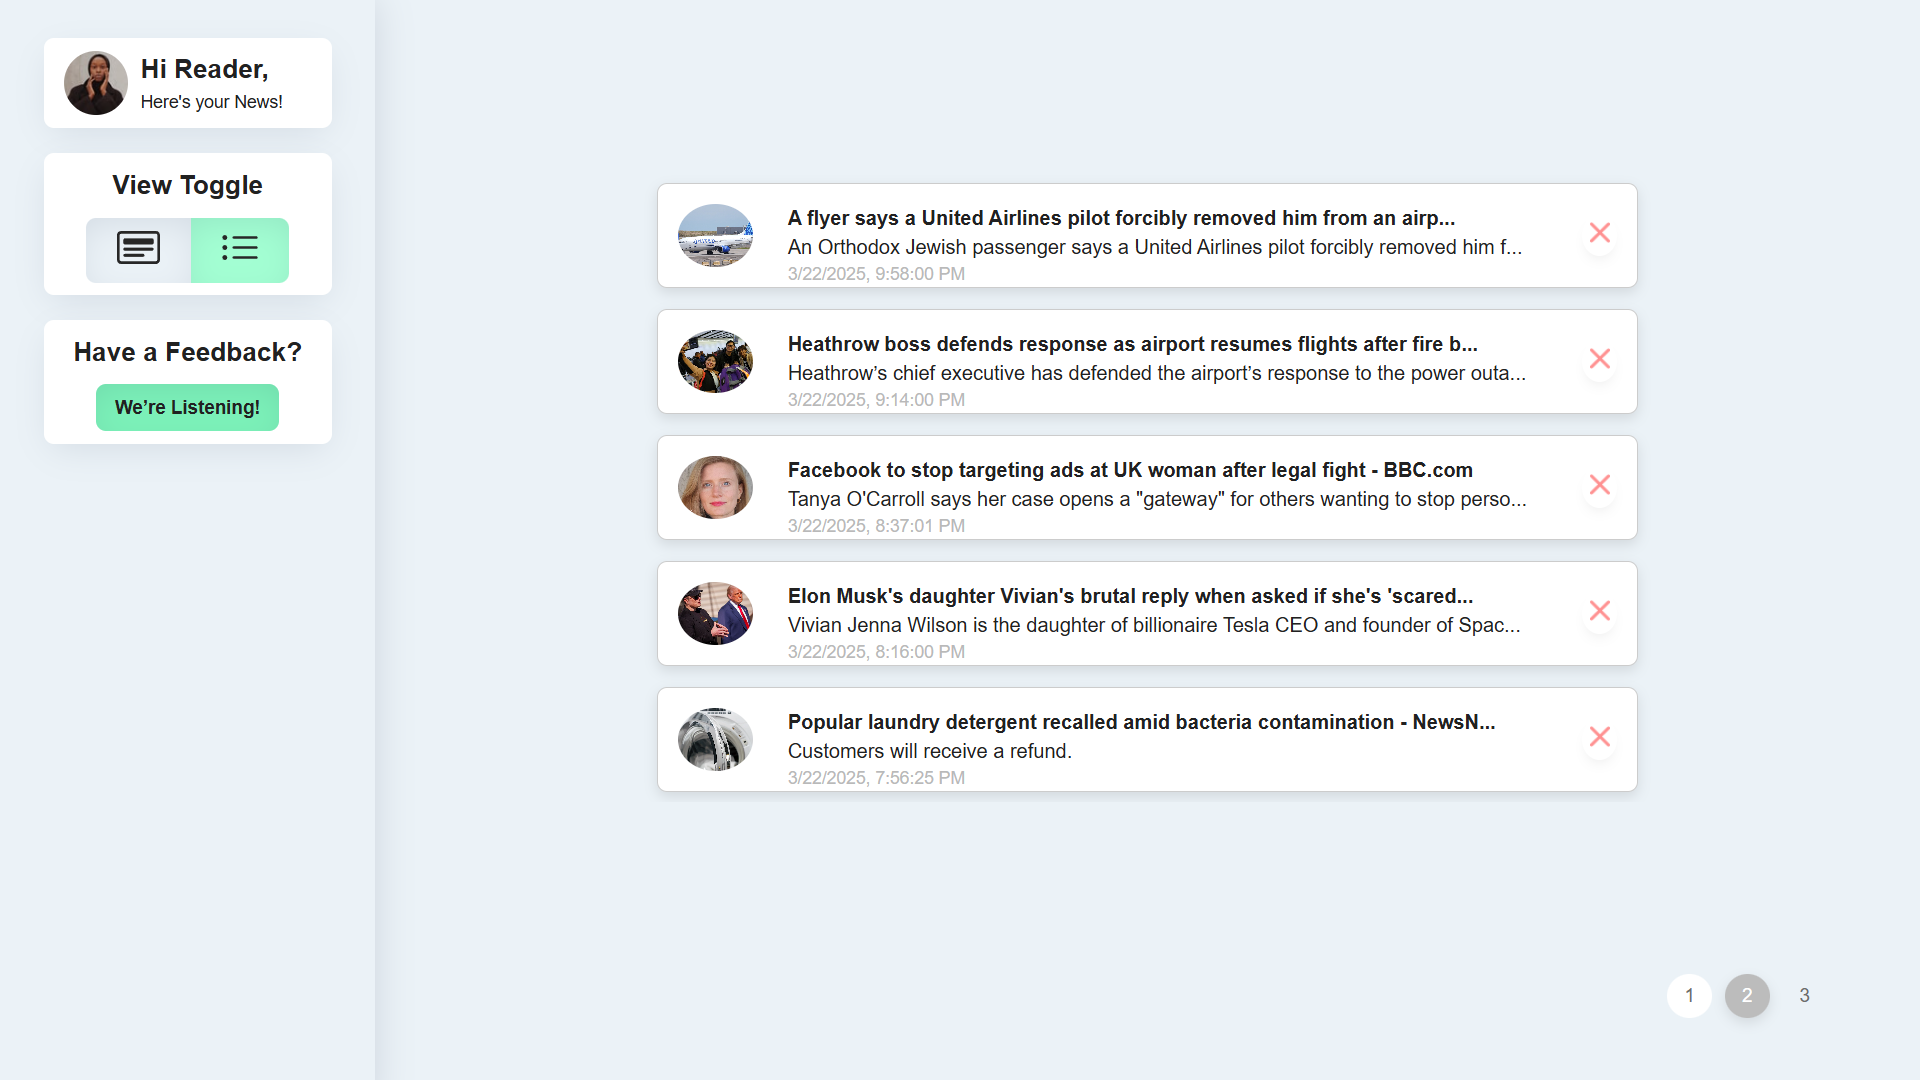 Hi Reader,
Here's your News!
View Toggle
Have a Feedback?
We’re Listening!
A flyer says a United Airlines pilot forcibly removed him from an airp...
An Orthodox Jewish passenger says a United Airlines pilot forcibly removed him f...
3/22/2025, 9:58:00 PM
Heathrow boss defends response as airport resumes flights after fire b...
Heathrow’s chief executive has defended the airport’s response to the power outa...
3/22/2025, 9:14:00 PM
Facebook to stop targeting ads at UK woman after legal fight - BBC.com
Tanya O'Carroll says her case opens a "gateway" for others wanting to stop perso...
3/22/2025, 8:37:01 PM
Elon Musk's daughter Vivian's brutal reply when asked if she's 'scared...
Vivian Jenna Wilson is the daughter of billionaire Tesla CEO and founder of Spac...
3/22/2025, 8:16:00 PM
Popular laundry detergent recalled amid bacteria contamination - NewsN...
Customers will receive a refund.
3/22/2025, 7:56:25 PM
1 2 3